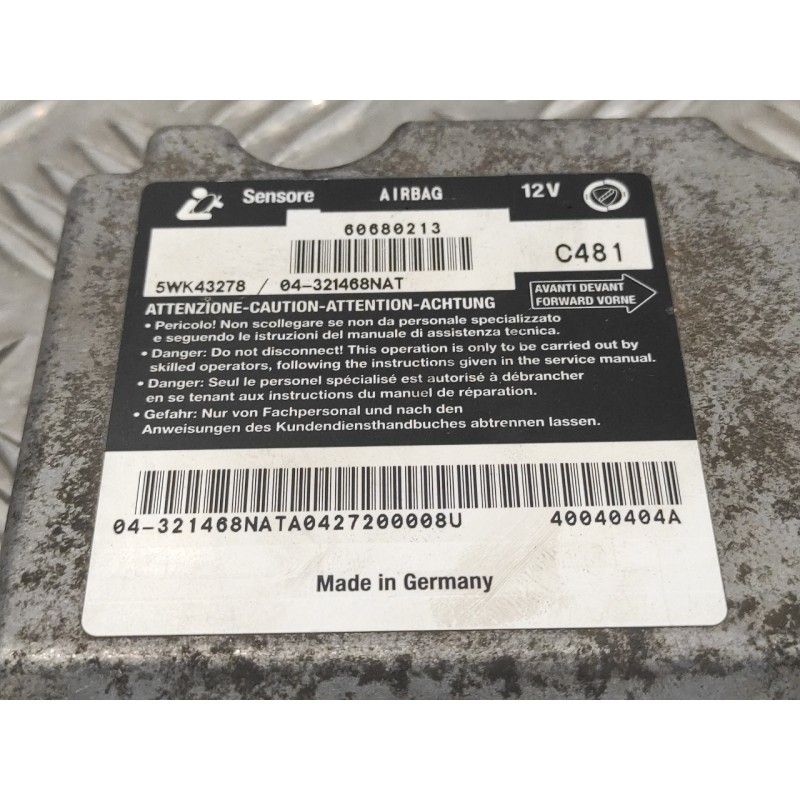 Sensore AIRBAG 12V
60680213
C481
5WK43278 / 04-321468NAT
AVANTI DEVANT
FORWARD VORNE
ATTENZIONE-CAUTION-ATTENTION-ACHTUNG
• Pericolo! Non scollegare se non da personale specializzato
e seguendo le istruzioni del manuale di assistenza tecnica.
• Danger: Do not disconnect! This operation is only to be carried out by
skilled operators, following the instructions given in the service manual.
• Danger: Seul le personel spécialisé est autorisé à débrancher
en se tenant aux instructions du manuel de réparation.
• Gefahr: Nur von Fachpersonal und nach den
Anweisungen des Kundendiensthandbuches abtrennen lassen.
04-321468NATA0427200008U 40040404A
Made in Germany